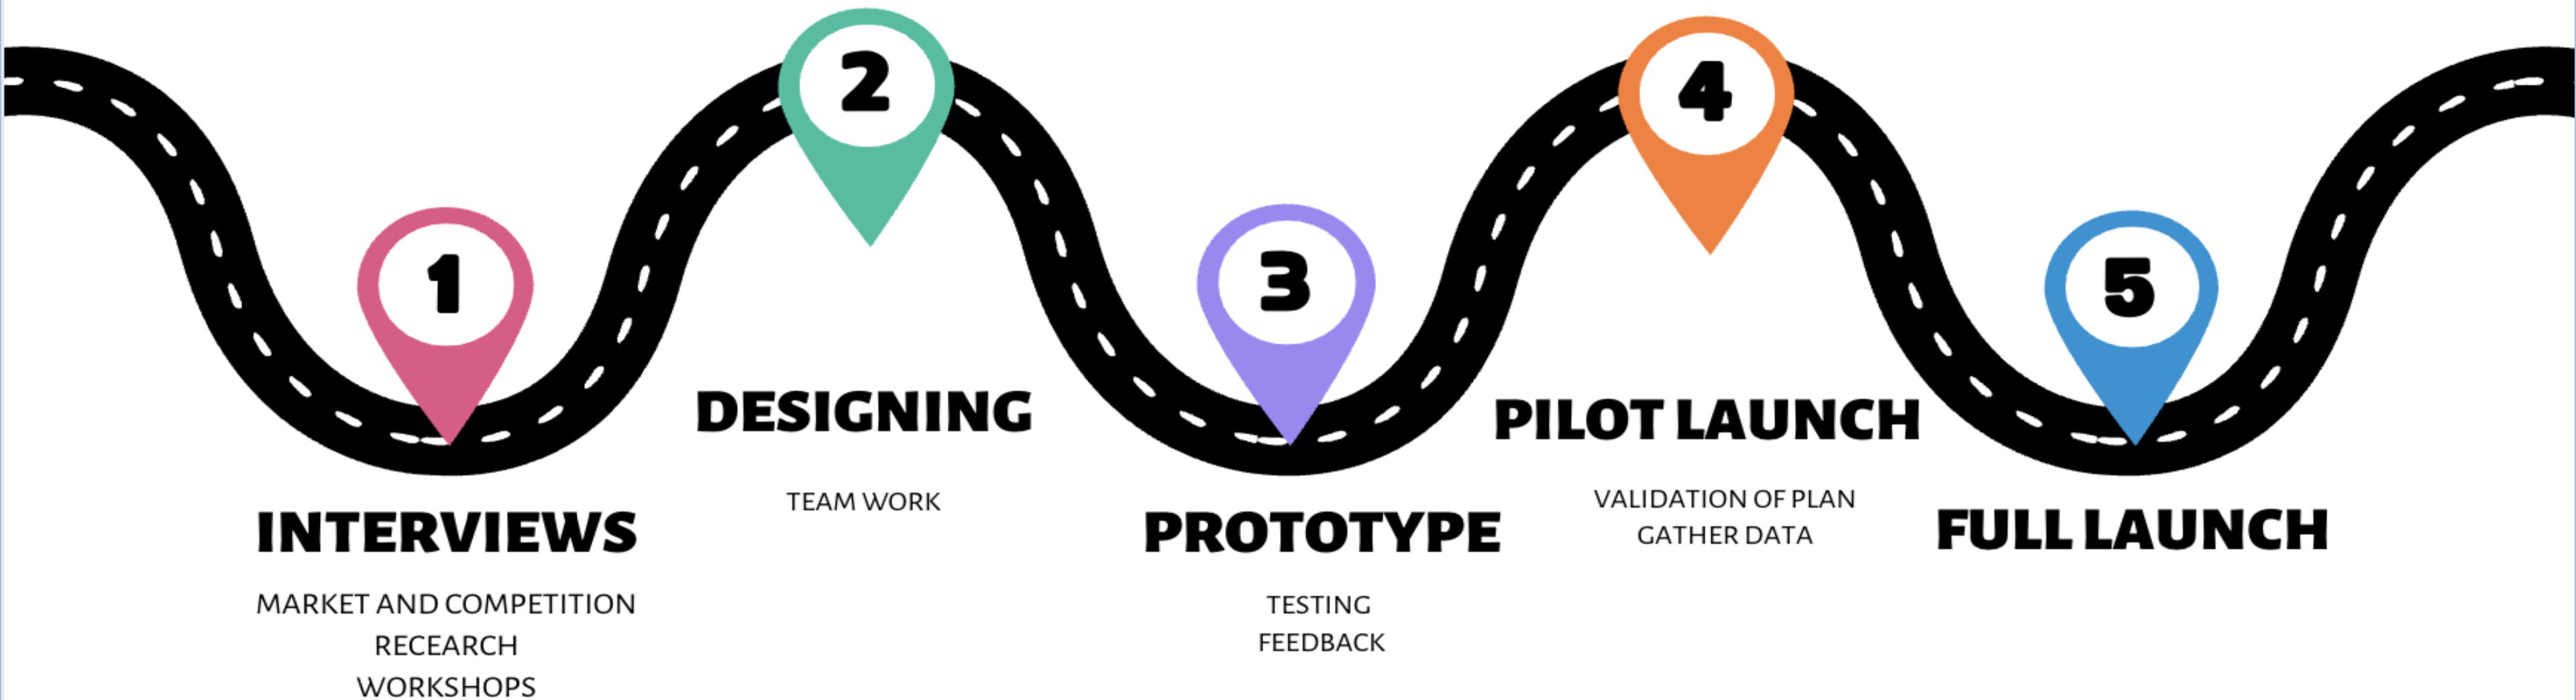 1
INTERVIEWS
MARKET AND COMPETITION
RECEARCH
WORKSHOPS
2
DESIGNING
TEAM WORK
3
PROTOTYPE
TESTING
FEEDBACK
4
PILOT LAUNCH
VALIDATION OF PLAN
GATHER DATA
5
FULL LAUNCH